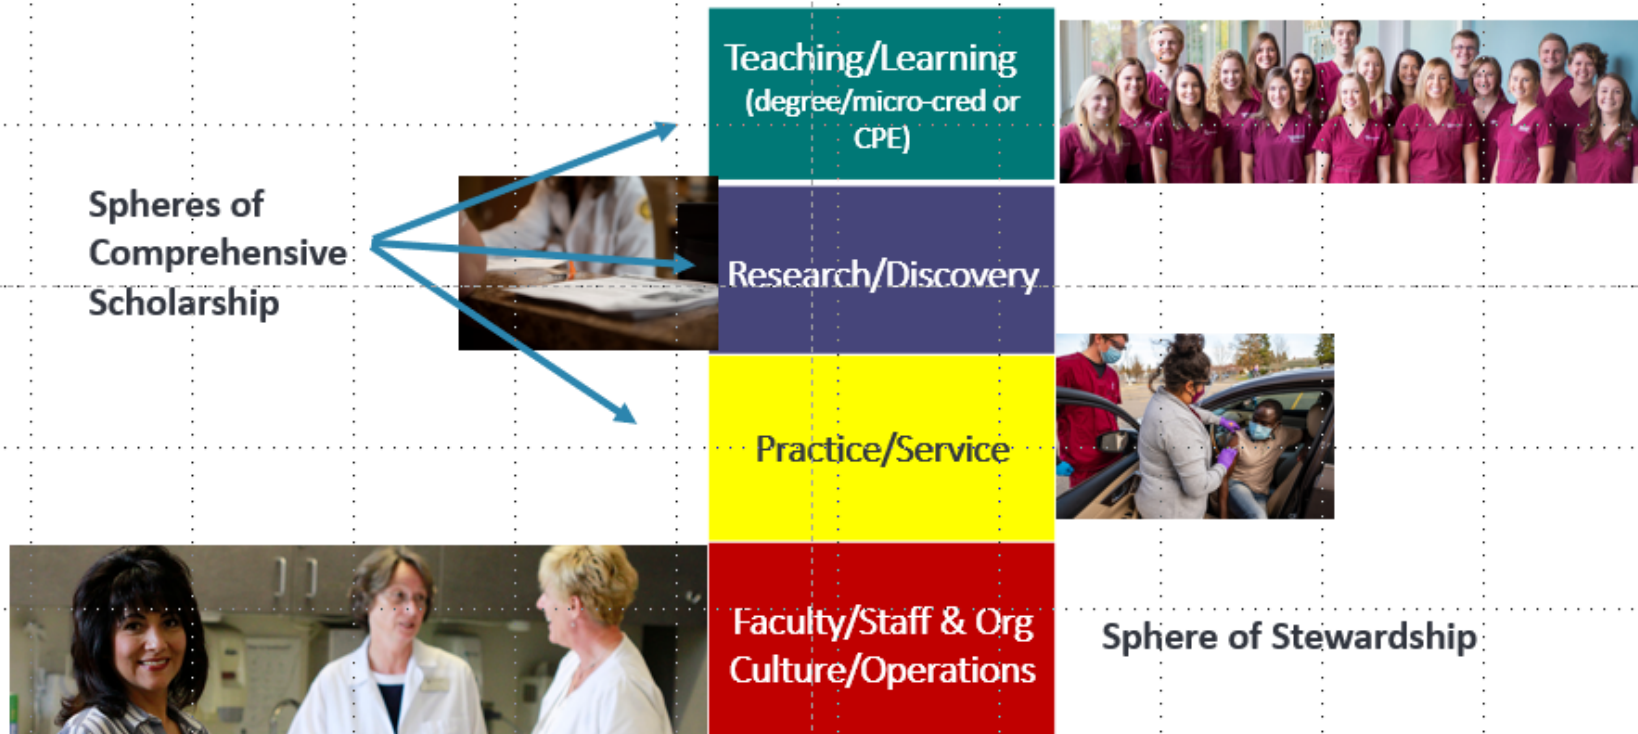 Teaching/Learning
(degree/micro-cred or
CPE)
Spheres of
Comprehensive
Scholarship
Research/Discovery
Practice/Service
Faculty/Staff & Org
Culture/Operations
Sphere of Stewardship